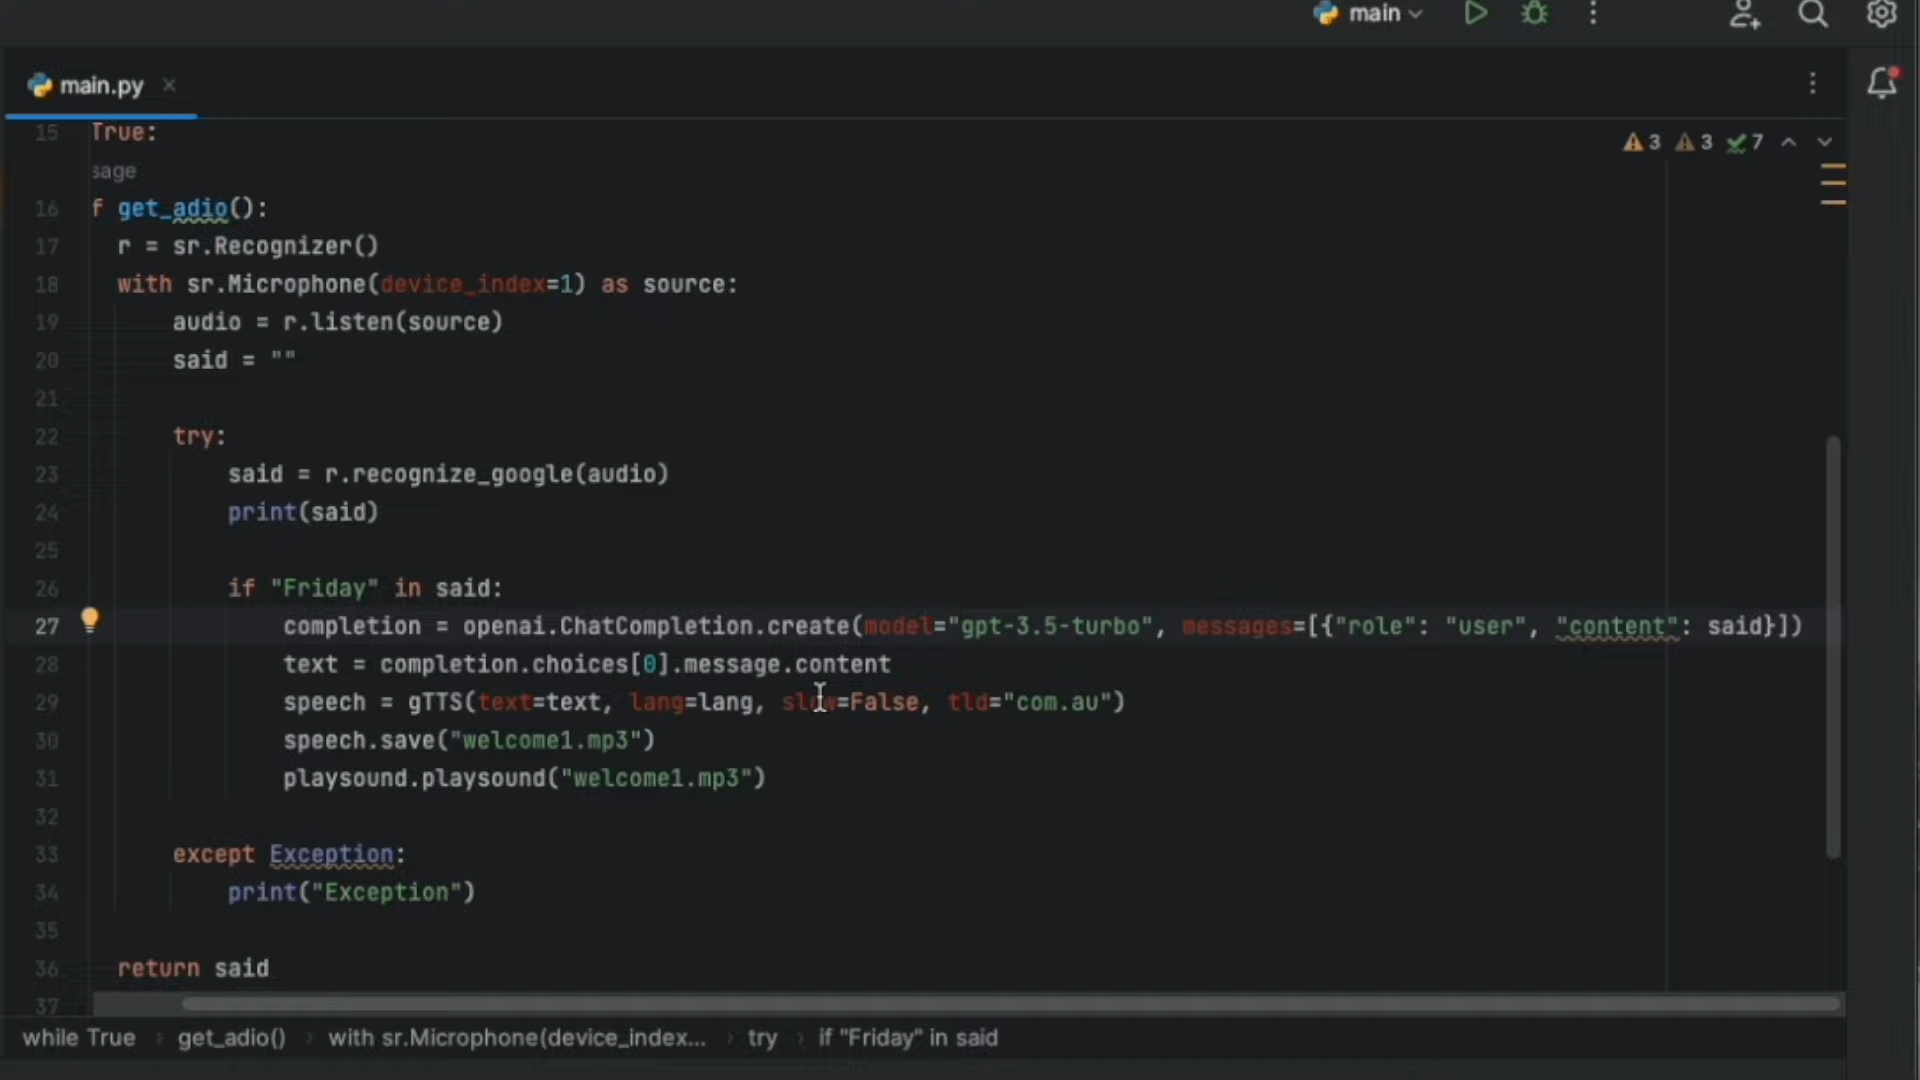 main
main.py
3 3 7
15 True:
sage
16 f get_adio():
17 r = sr.Recognizer()
18 with sr.Microphone(device_index=1) as source:
19 audio = r.listen(source)
20 said = ""
21
22 try:
23 said = r.recognize_google(audio)
24 print(said)
25
26 if "Friday" in said:
27 completion = openai.ChatCompletion.create(model="gpt-3.5-turbo", messages=[{"role": "user", "content": said}])
28 text = completion.choices[0].message.content
29 speech = gTTS(text=text, lang=lang, slow=False, tld="com.au")
30 speech.save("welcome1.mp3")
31 playsound.playsound("welcome1.mp3")
32
33 except Exception:
34 print("Exception")
35
36 return said
37
while True get_adio() with sr.Microphone(device_index... try if "Friday" in said